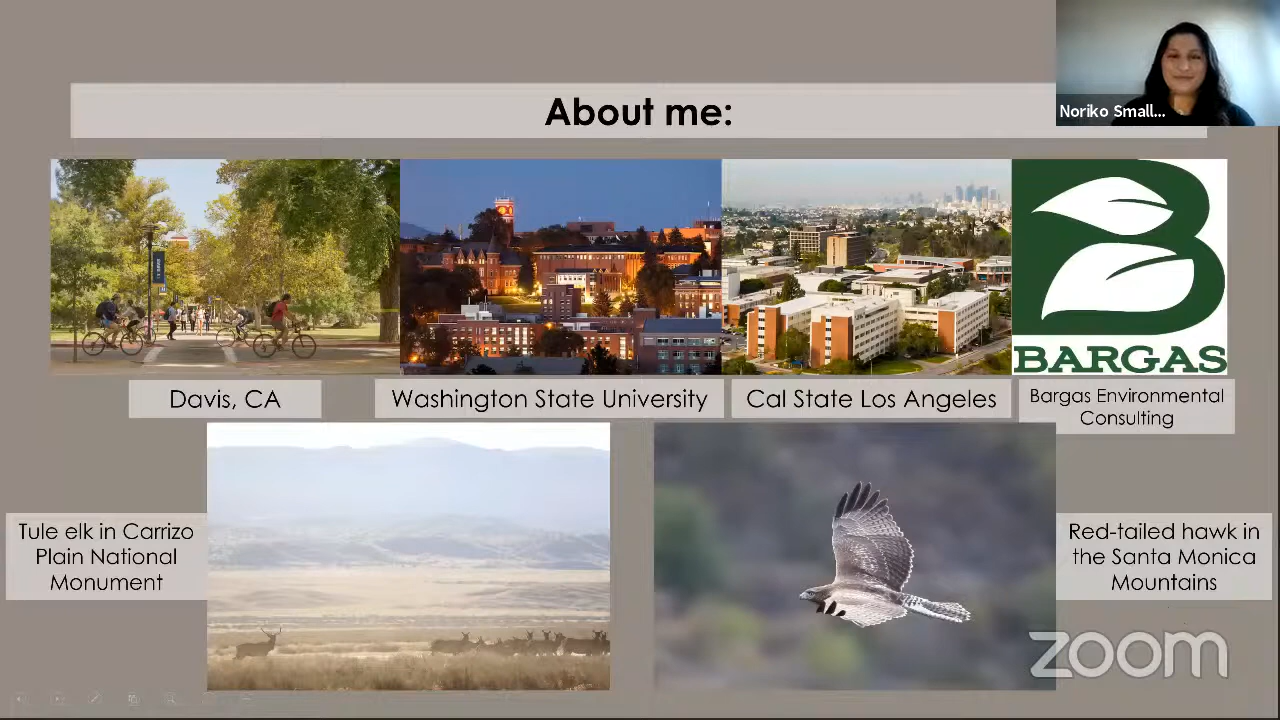 About me:
Noriko Small...
BARGAS
Davis, CA
Washington State University
Cal State Los Angeles
Bargas Environmental
Consulting
Tule elk in Carrizo
Plain National
Monument
Red-tailed hawk in
the Santa Monica
Mountains
zoom